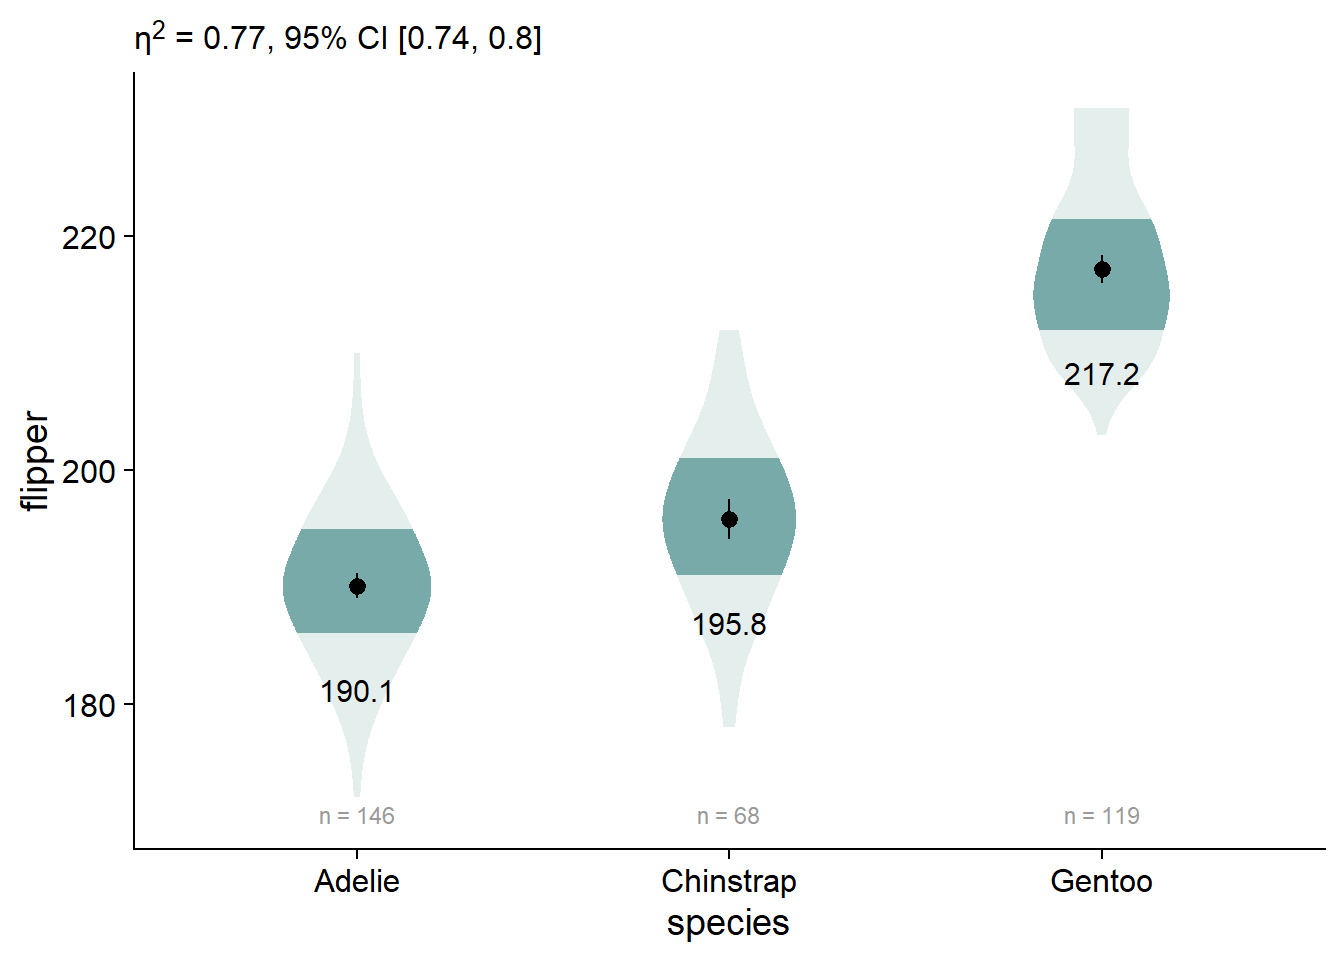 η² = 0.77, 95% CI [0.74, 0.8]
flipper
220
200
180
217.2
195.8
190.1
n = 146
n = 68
n = 119
Adelie
Chinstrap
Gentoo
species